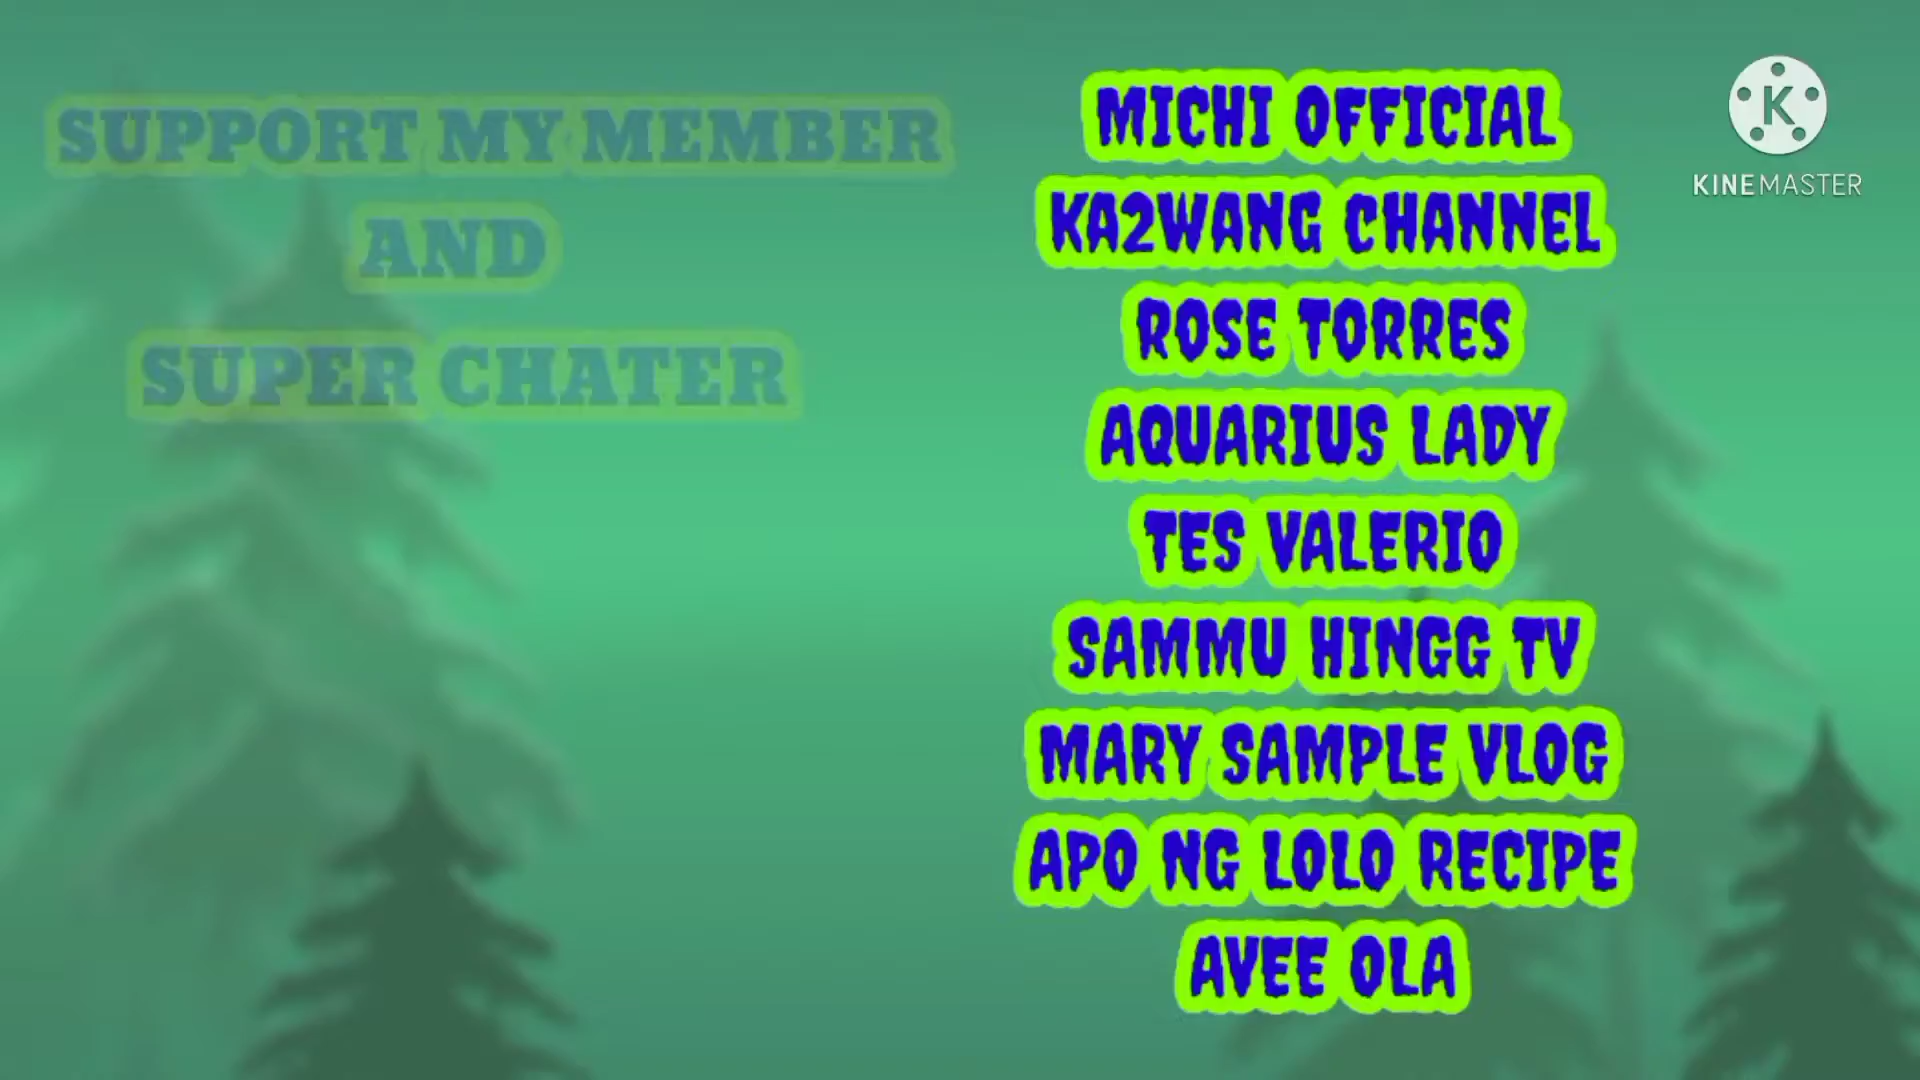 SUPPORT MY MEMBER
AND
SUPER CHATER
MICHI OFFICIAL
KA2WANG CHANNEL
ROSE TORRES
AQUARIUS LADY
TES VALERIO
SAMMU HINGG TV
MARY SAMPLE VLOG
APO NG LOLO RECIPE
AVEE OLA
K
KINEMASTER